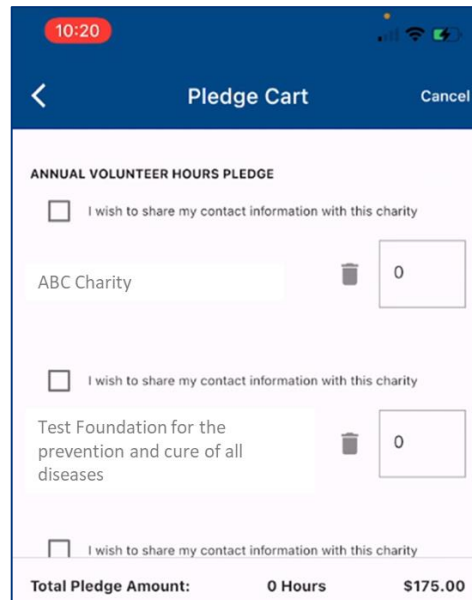 10:20
Pledge Cart
Cancel
ANNUAL VOLUNTEER HOURS PLEDGE
I wish to share my contact information with this charity
ABC Charity
0
I wish to share my contact information with this charity
Test Foundation for the
prevention and cure of all
diseases
0
I wish to share my contact information with this charity
Total Pledge Amount: 0 Hours $175.00